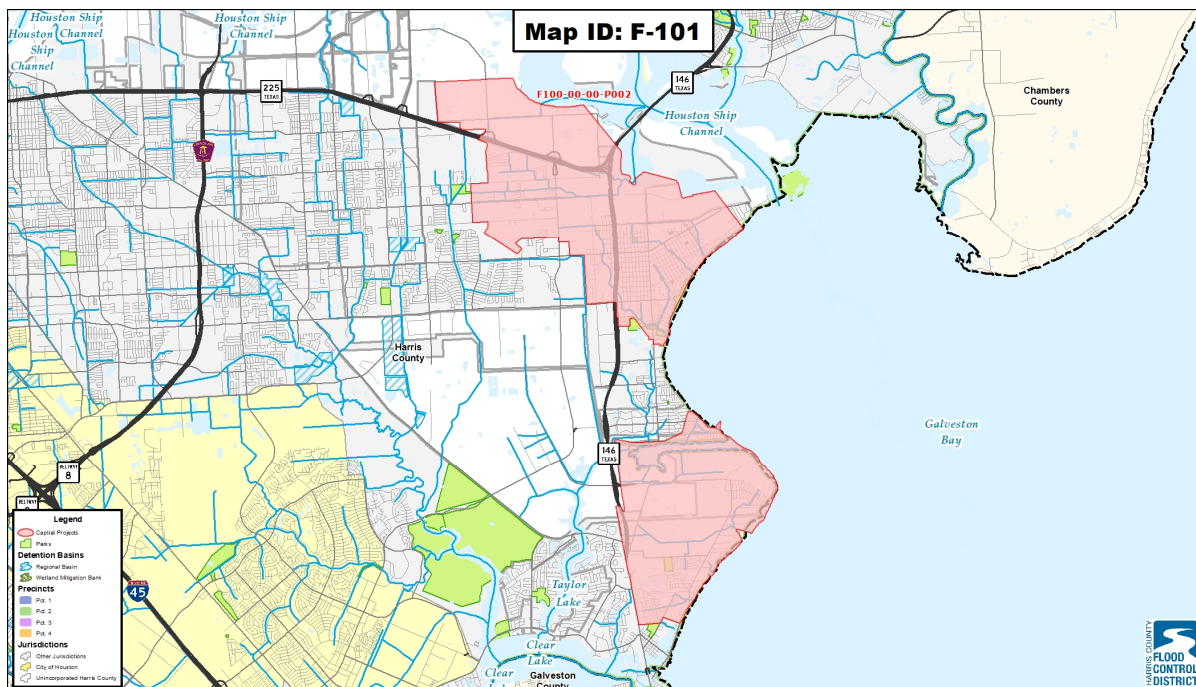 Map ID: F-101
Houston Ship
Channel
Houston Ship
Channel
Houston
Ship
Channel
225
TEXAS
146
TEXAS
F100-00-00-P002
Houston Ship
Channel
Chambers
County
Harris
County
Galveston
Bay
146
TEXAS
BELTWAY
8
BELTWAY
45
Taylor
Lake
Clear
Lake
Clear
Lake
Galveston
County
Legend
Captial Projects
Parks
Detention Basins
Regional Basin
Wetland Mitigation Bank
Precincts
Pct. 1
Pct. 2
Pct. 3
Pct. 4
Jurisdictions
Other Jurisdictions
City of Houston
Unincorporated Harris County
HARRIS COUNTY
FLOOD
CONTROL
DISTRICT